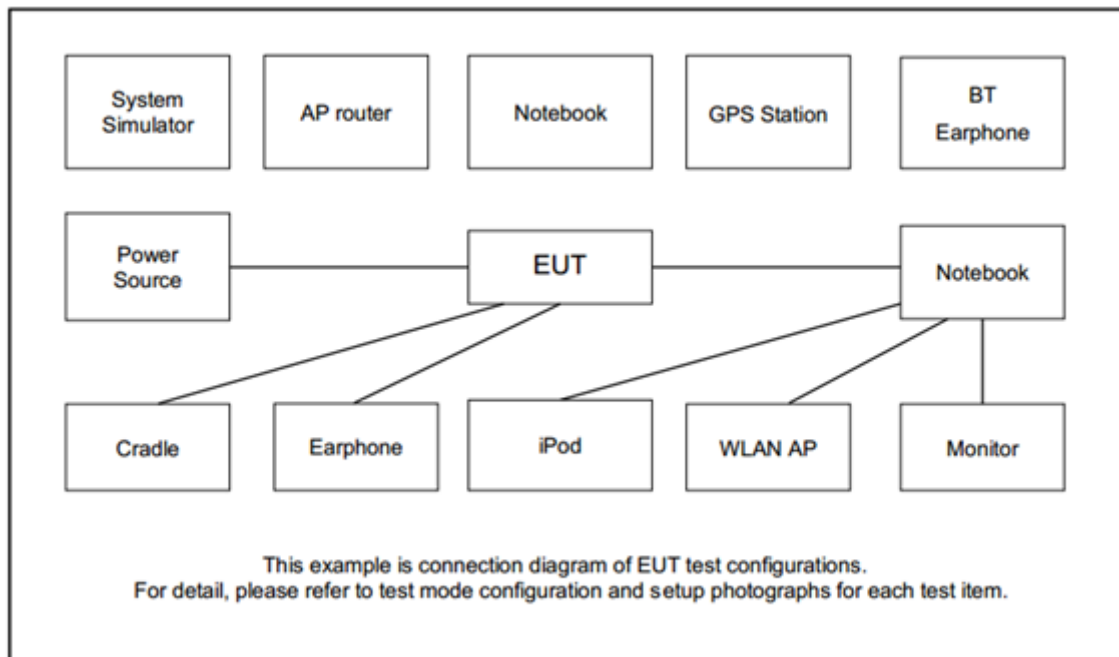 System
Simulator
AP router
Notebook
GPS Station
BT
Earphone
Power
Source
EUT
Notebook
Cradle
Earphone
iPod
WLAN AP
Monitor
This example is connection diagram of EUT test configurations.
For detail, please refer to test mode configuration and setup photographs for each test item.